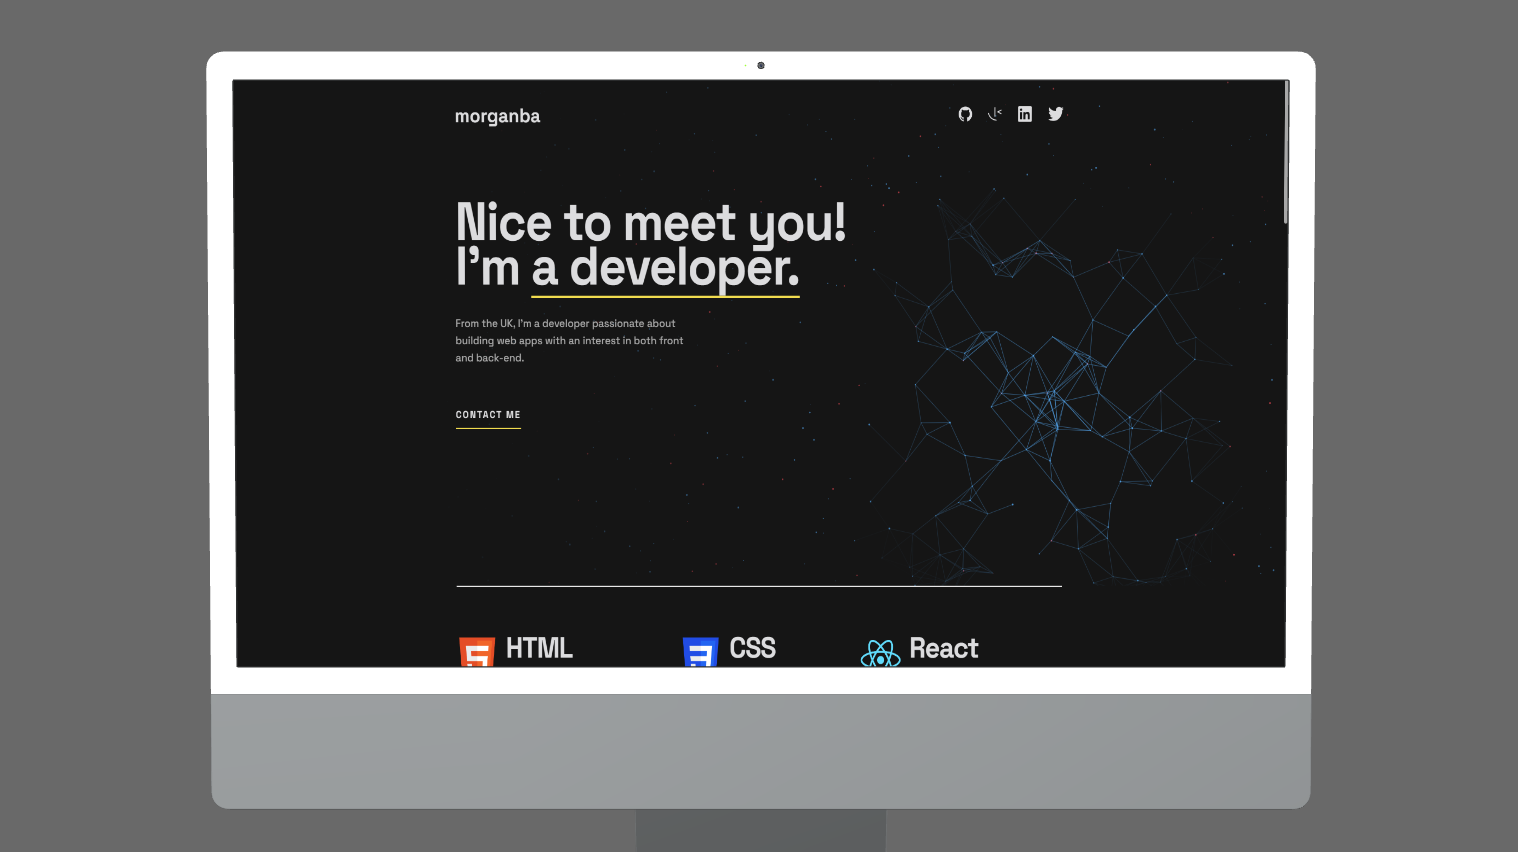 morganba
Nice to meet you!
I'm a developer.
From the UK, I'm a developer passionate about
building web apps with an interest in both front
and back-end.
CONTACT ME
HTML
CSS
React